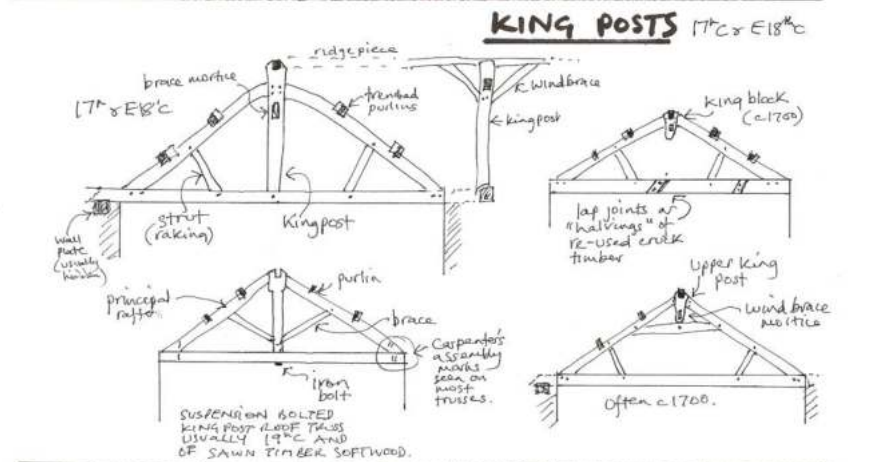 KING POSTS 17thC & E18thC
ridgepiece
brace mortice
17th & E18thC
trenched
purlins
windbrace
kingpost
King block
(c1700)
wall
plate
(usually
hidden)
strut
(raking)
Kingpost
lap joints or
"halvings" of
re-used cruck
timber
principal
rafter
purlin
brace
Carpenter's
assembly
marks
seen on
most
trusses.
iron
bolt
SUSPENSION BOLTED
KINGPOST ROOF TRUSS
USUALLY 19thC AND
OF SAWN TIMBER SOFTWOOD.
upper king
post
wind brace
mortice
Often c1700.